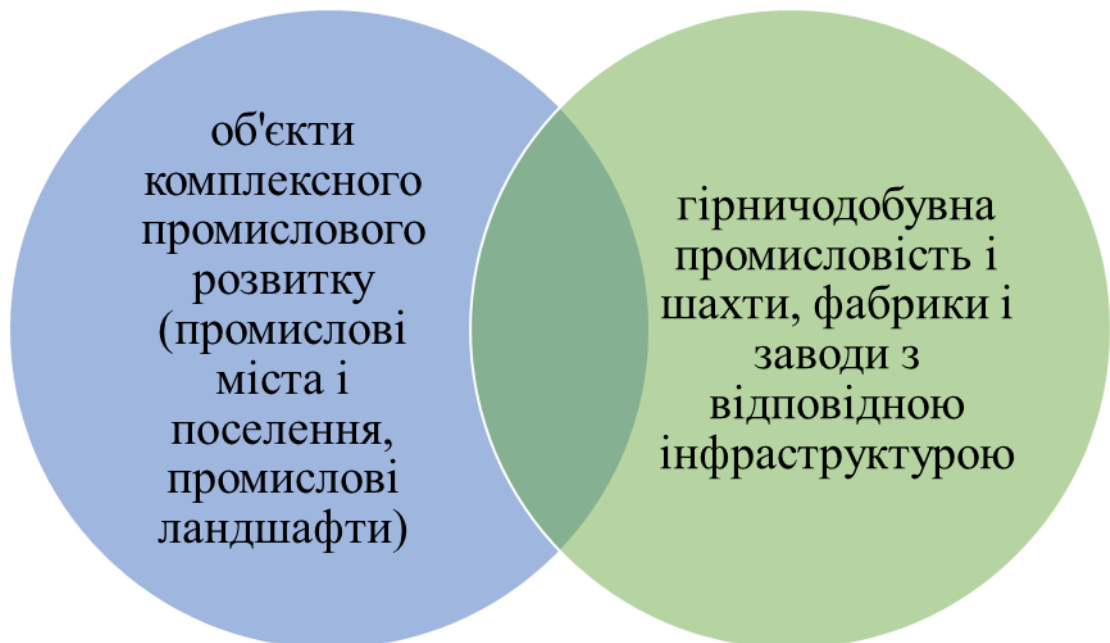 об'єкти
комплексного
промислового
розвитку
(промислові
міста і
поселення,
промислові
ландшафти)
гірничодобувна
промисловість і
шахти, фабрики і
заводи з
відповідною
інфраструктурою